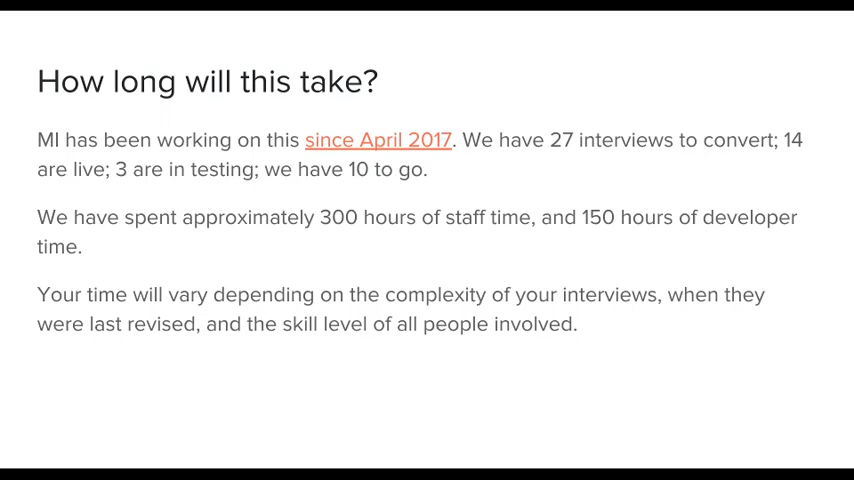 How long will this take?
MI has been working on this since April 2017. We have 27 interviews to convert; 14
are live; 3 are in testing; we have 10 to go.
We have spent approximately 300 hours of staff time, and 150 hours of developer
time.
Your time will vary depending on the complexity of your interviews, when they
were last revised, and the skill level of all people involved.